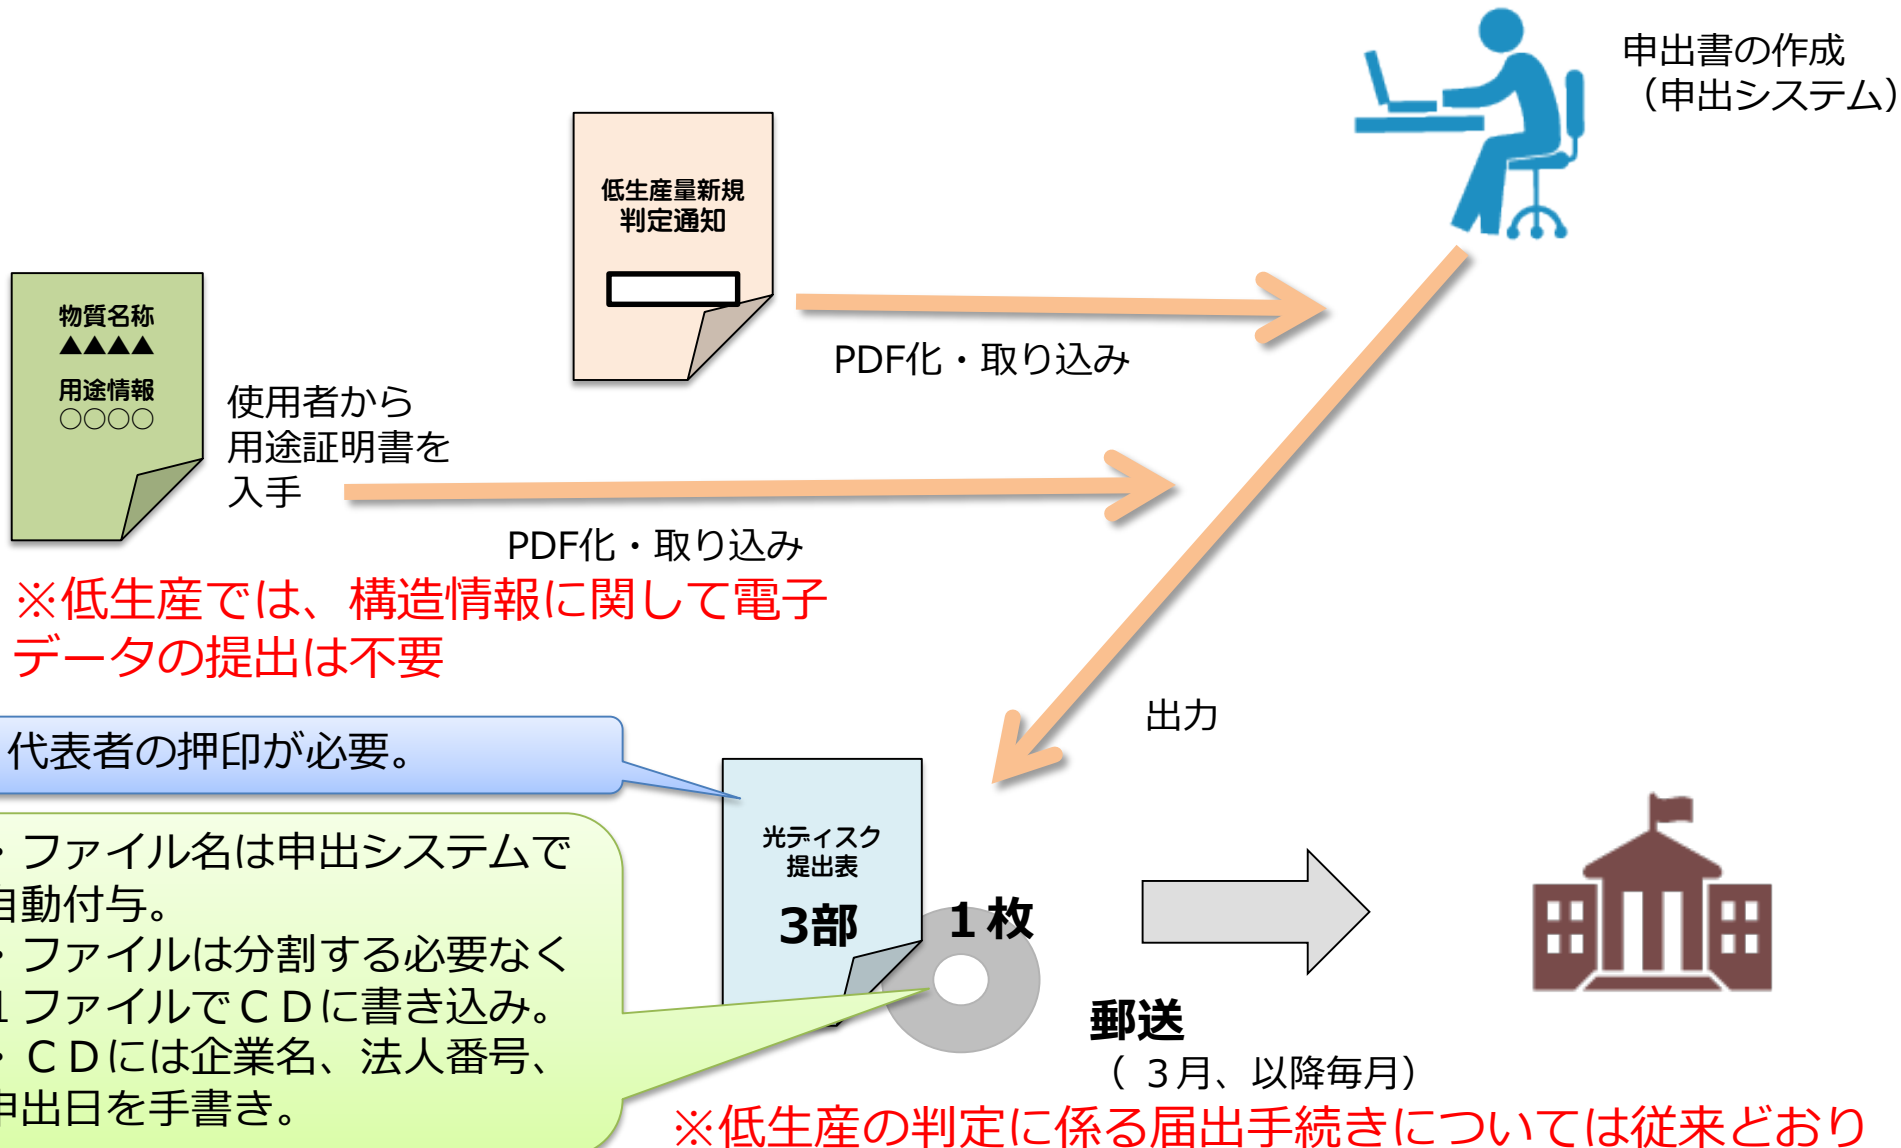 申出書の作成
（申出システム）
低生産量新規
判定通知
PDF化・取り込み
物質名称
▲▲▲▲
用途情報
○○○○
使用者から
用途証明書を
入手
PDF化・取り込み
※低生産では、構造情報に関して電子
データの提出は不要
出力
代表者の押印が必要。
・ファイル名は申出システムで
自動付与。
・ファイルは分割する必要なく
１ファイルでＣＤに書き込み。
・ＣＤには企業名、法人番号、
申出日を手書き。
光ディスク
提出表
3部
１枚
郵送
（３月、以降毎月）
※低生産の判定に係る届出手続きについては従来どおり